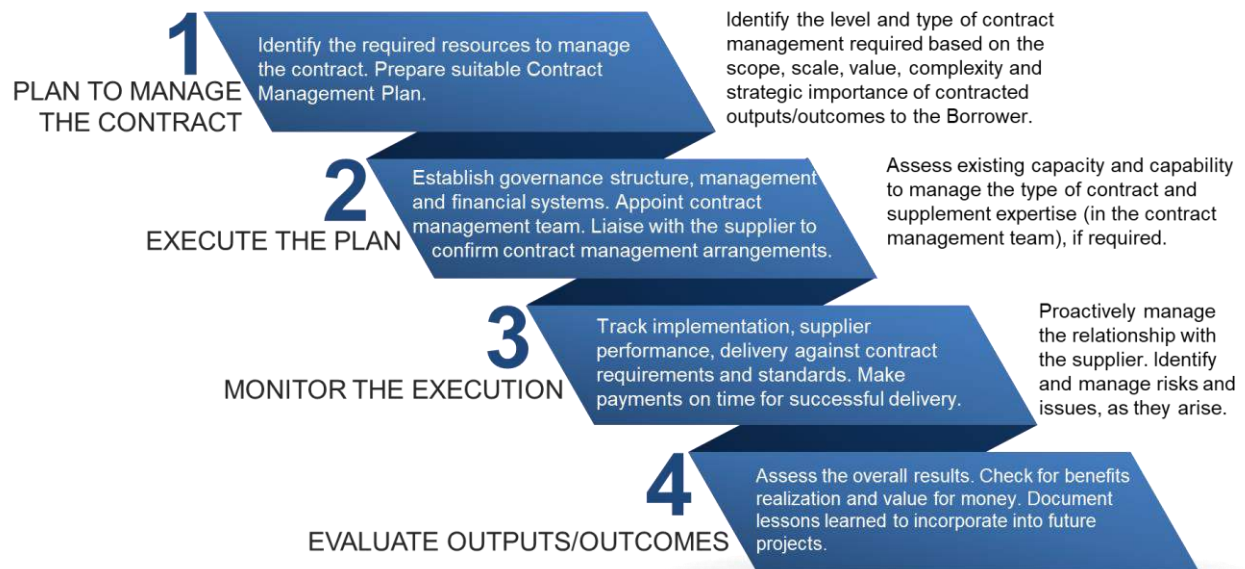 1
PLAN TO MANAGE
THE CONTRACT
Identify the required resources to manage
the contract. Prepare suitable Contract
Management Plan.
Identify the level and type of contract
management required based on the
scope, scale, value, complexity and
strategic importance of contracted
outputs/outcomes to the Borrower.
2
EXECUTE THE PLAN
Establish governance structure, management
and financial systems. Appoint contract
management team. Liaise with the supplier to
confirm contract management arrangements.
Assess existing capacity and capability
to manage the type of contract and
supplement expertise (in the contract
management team), if required.
3
MONITOR THE EXECUTION
Track implementation, supplier
performance, delivery against contract
requirements and standards. Make
payments on time for successful delivery.
Proactively manage
the relationship with
the supplier. Identify
and manage risks and
issues, as they arise.
4
EVALUATE OUTPUTS/OUTCOMES
Assess the overall results. Check for benefits
realization and value for money. Document
lessons learned to incorporate into future
projects.